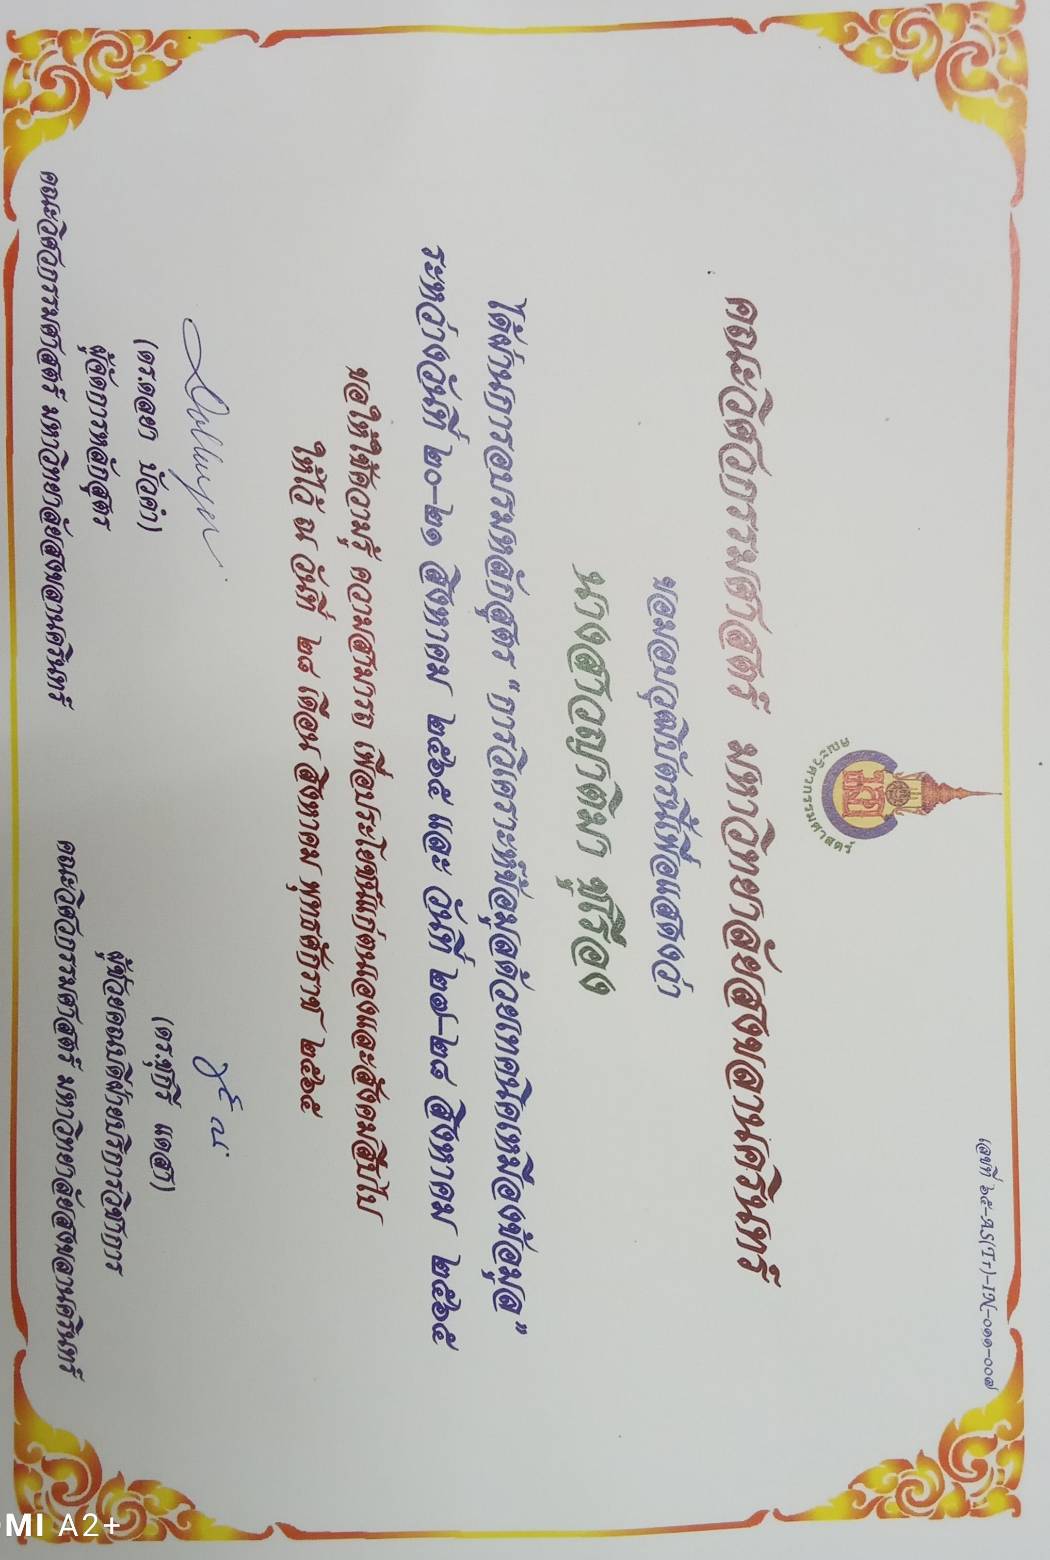 เลขที่ ๖๕-AS(Tr)-IN-๐๑๑-๐๐๗
คณะวิศวกรรมศาสตร์
คณะวิศวกรรมศาสตร์ มหาวิทยาลัยสงขลานครินทร์
ขอมอบวุฒิบัตรนี้เพื่อแสดงว่า
นางสาวญาติมา ชูเรือง
ได้ผ่านการอบรมหลักสูตร "การวิเคราะห์ข้อมูลด้วยเทคนิคเหมืองข้อมูล"
ระหว่างวันที่ ๒๐-๒๑ สิงหาคม ๒๕๖๕ และ วันที่ ๒๗-๒๘ สิงหาคม ๒๕๖๕
ขอให้ใช้ความรู้ ความสามารถ เพื่อประโยชน์แก่ตนเองและสังคมสืบไป
ให้ไว้ ณ วันที่ ๒๘ เดือน สิงหาคม พุทธศักราช ๒๕๖๕
(ดร.ดลยา บัวคำ)
ผู้จัดการหลักสูตร
คณะวิศวกรรมศาสตร์ มหาวิทยาลัยสงขลานครินทร์
(ดร.ชุกรี แดสา)
ผู้ช่วยคณบดีฝ่ายบริการวิชาการ
คณะวิศวกรรมศาสตร์ มหาวิทยาลัยสงขลานครินทร์
MI A2+